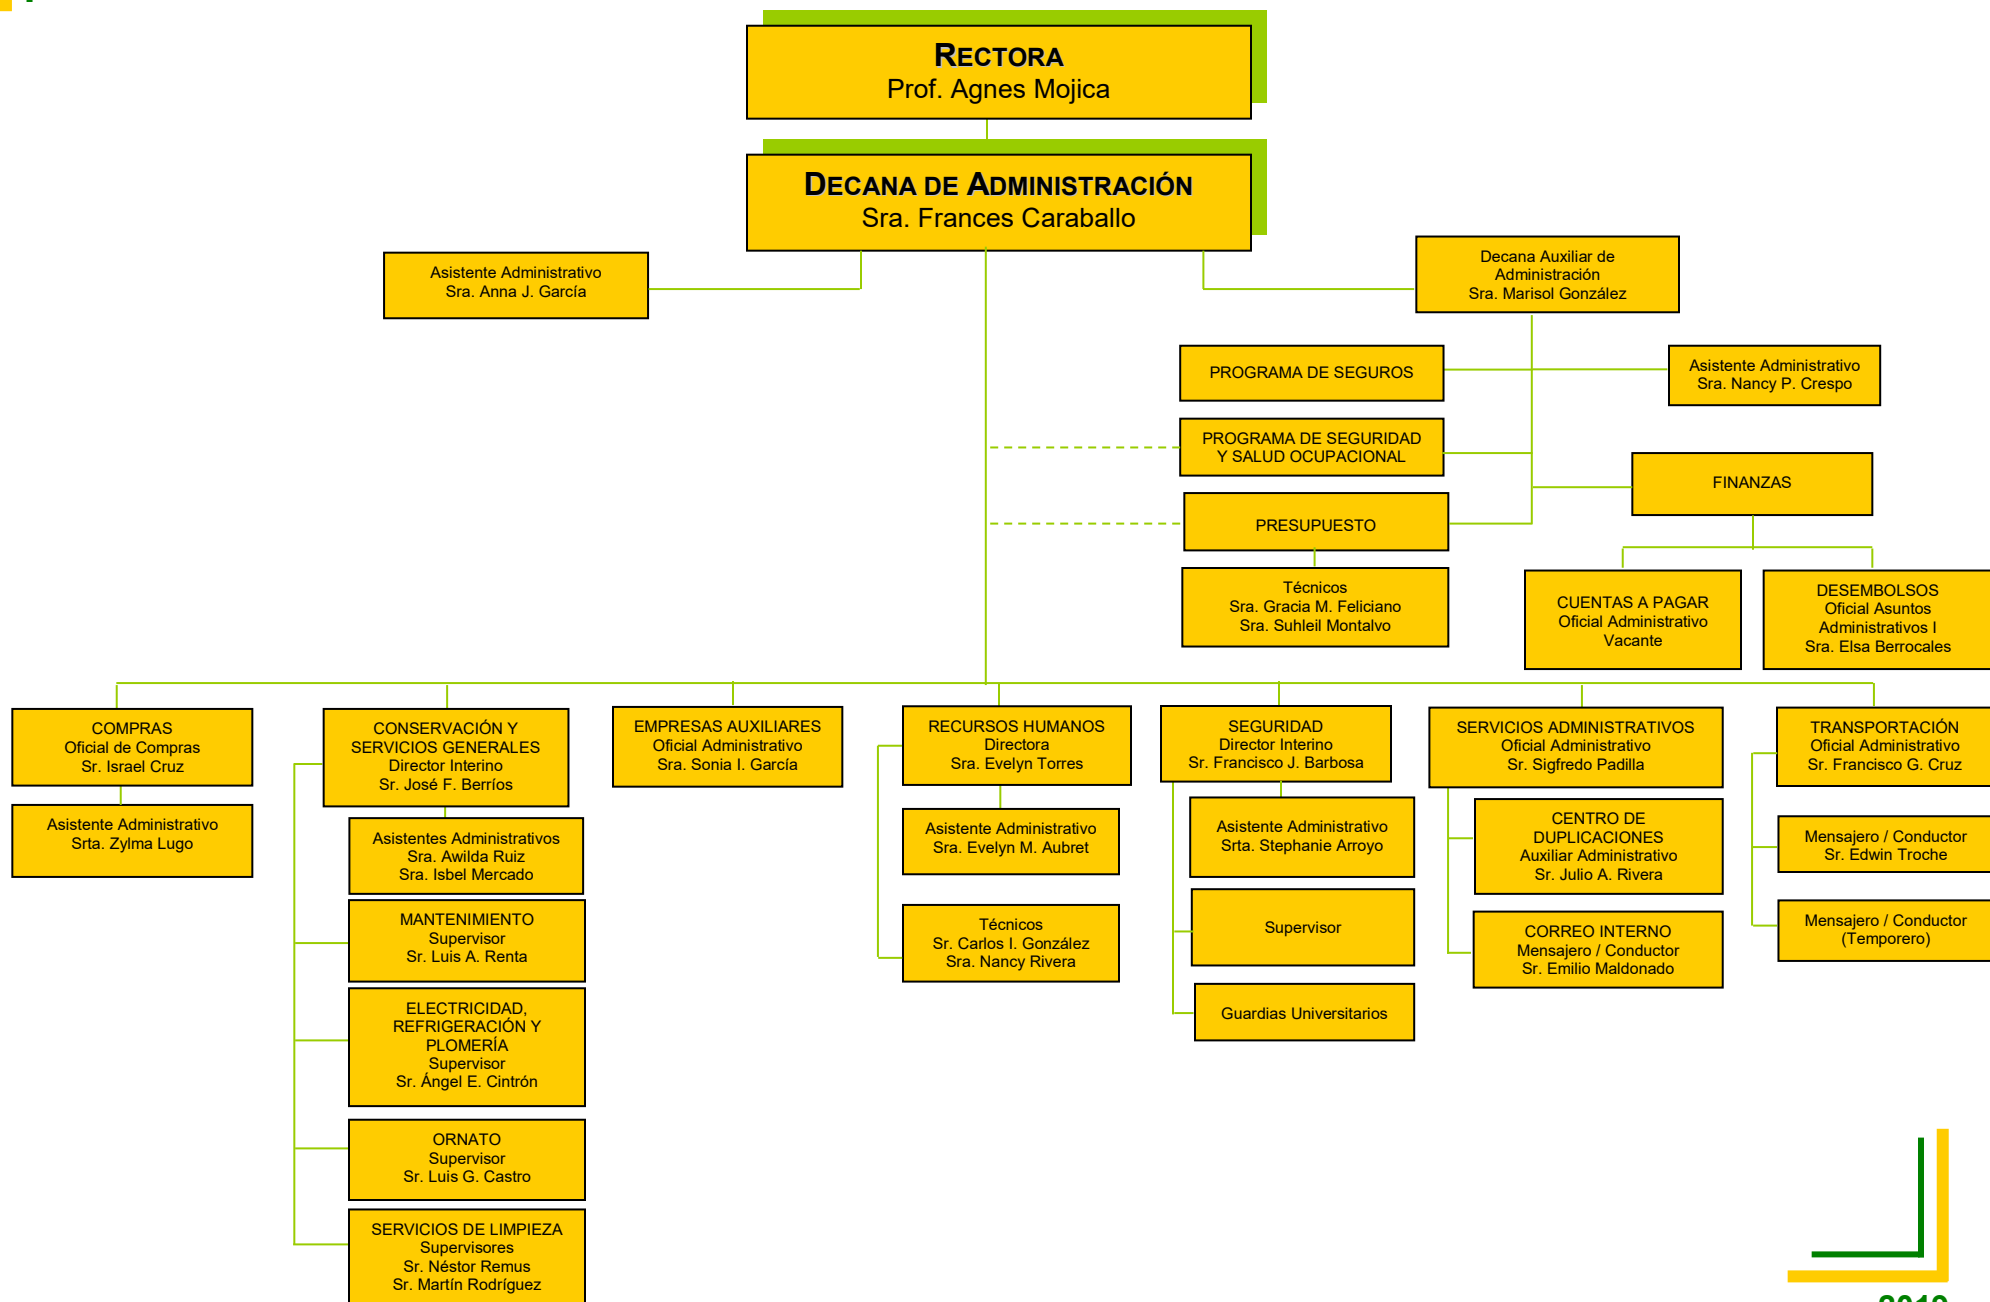 RECTORA
Prof. Agnes Mojica
DECANA DE ADMINISTRACIÓN
Sra. Frances Caraballo
Asistente Administrativo
Sra. Anna J. García
Decana Auxiliar de
Administración
Sra. Marisol González
PROGRAMA DE SEGUROS
Asistente Administrativo
Sra. Nancy P. Crespo
PROGRAMA DE SEGURIDAD
Y SALUD OCUPACIONAL
FINANZAS
PRESUPUESTO
Técnicos
Sra. Gracia M. Feliciano
Sra. Suhleil Montalvo
CUENTAS A PAGAR
Oficial Administrativo
Vacante
DESEMBOLSOS
Oficial Asuntos
Administrativos I
Sra. Elsa Berrocales
COMPRAS
Oficial de Compras
Sr. Israel Cruz
Asistente Administrativo
Srta. Zylma Lugo
CONSERVACIÓN Y
SERVICIOS GENERALES
Director Interino
Sr. José F. Berríos
Asistentes Administrativos
Sra. Awilda Ruiz
Sra. Isbel Mercado
MANTENIMIENTO
Supervisor
Sr. Luis A. Renta
ELECTRICIDAD,
REFRIGERACIÓN Y
PLOMERÍA
Supervisor
Sr. Ángel E. Cintrón
ORNATO
Supervisor
Sr. Luis G. Castro
SERVICIOS DE LIMPIEZA
Supervisores
Sr. Néstor Remus
Sr. Martín Rodríguez
EMPRESAS AUXILIARES
Oficial Administrativo
Sra. Sonia I. García
RECURSOS HUMANOS
Directora
Sra. Evelyn Torres
Asistente Administrativo
Sra. Evelyn M. Aubret
Técnicos
Sr. Carlos I. González
Sra. Nancy Rivera
SEGURIDAD
Director Interino
Sr. Francisco J. Barbosa
Asistente Administrativo
Srta. Stephanie Arroyo
Supervisor
Guardias Universitarios
SERVICIOS ADMINISTRATIVOS
Oficial Administrativo
Sr. Sigfredo Padilla
CENTRO DE
DUPLICACIONES
Auxiliar Administrativo
Sr. Julio A. Rivera
CORREO INTERNO
Mensajero / Conductor
Sr. Emilio Maldonado
TRANSPORTACIÓN
Oficial Administrativo
Sr. Francisco G. Cruz
Mensajero / Conductor
Sr. Edwin Troche
Mensajero / Conductor
(Temporero)